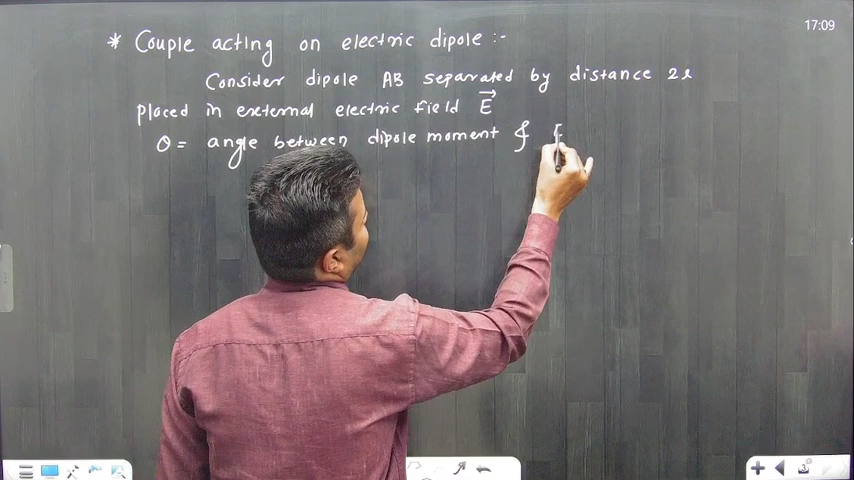 17:09
* Couple acting on electric dipole :-
Consider dipole AB separated by distance 2l
placed in external electric field E⃗
θ = angle between dipole moment &